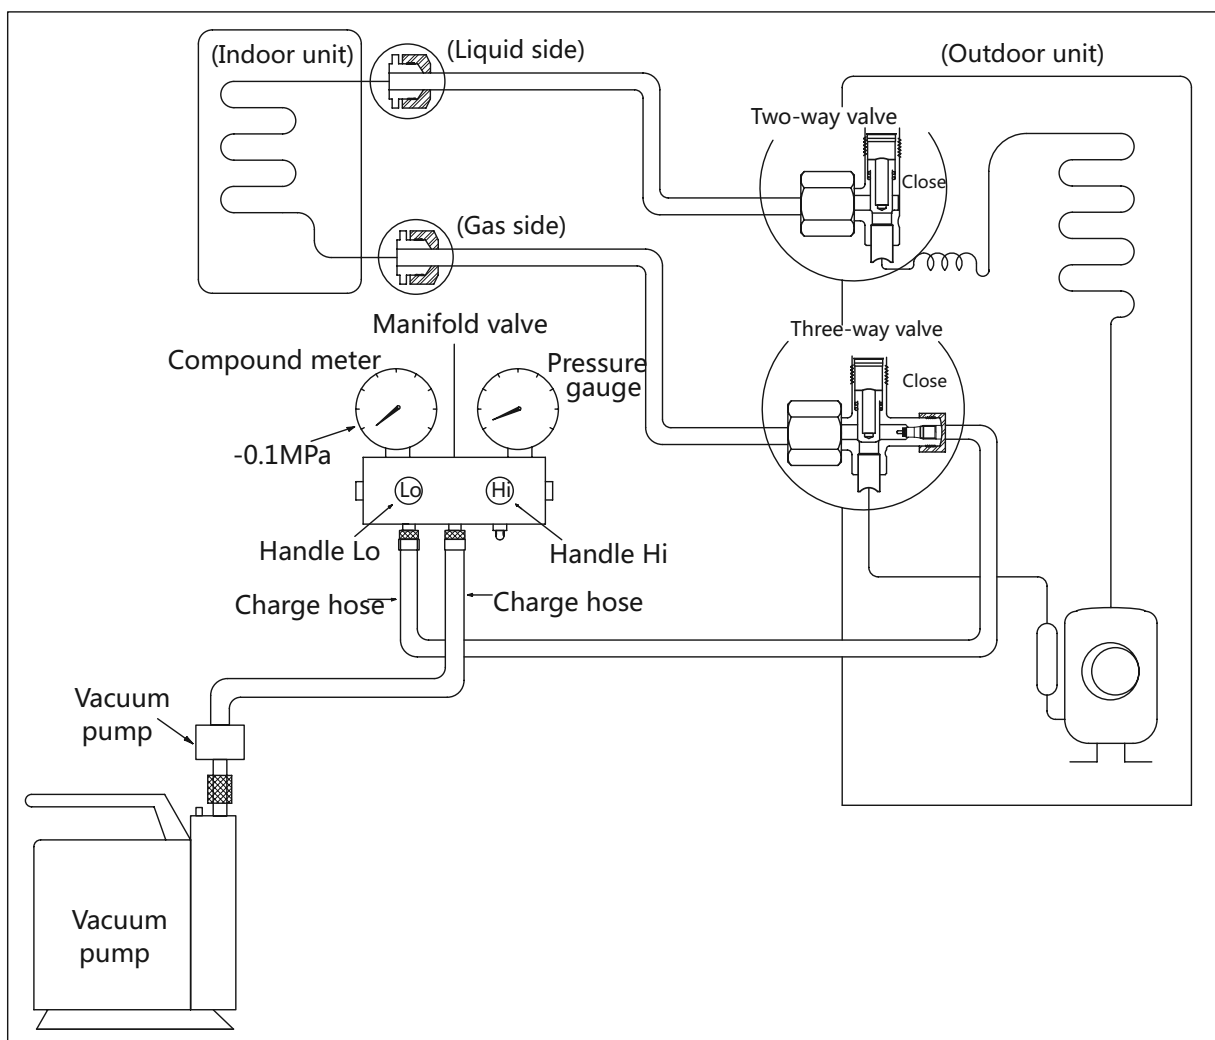 (Indoor unit)
(Liquid side)
(Outdoor unit)
Two-way valve
Close
(Gas side)
Manifold valve
Three-way valve
Compound meter
Pressure
gauge
Close
-0.1MPa
Lo
Hi
Handle Lo
Handle Hi
Charge hose
Charge hose
Vacuum
pump
Vacuum
pump